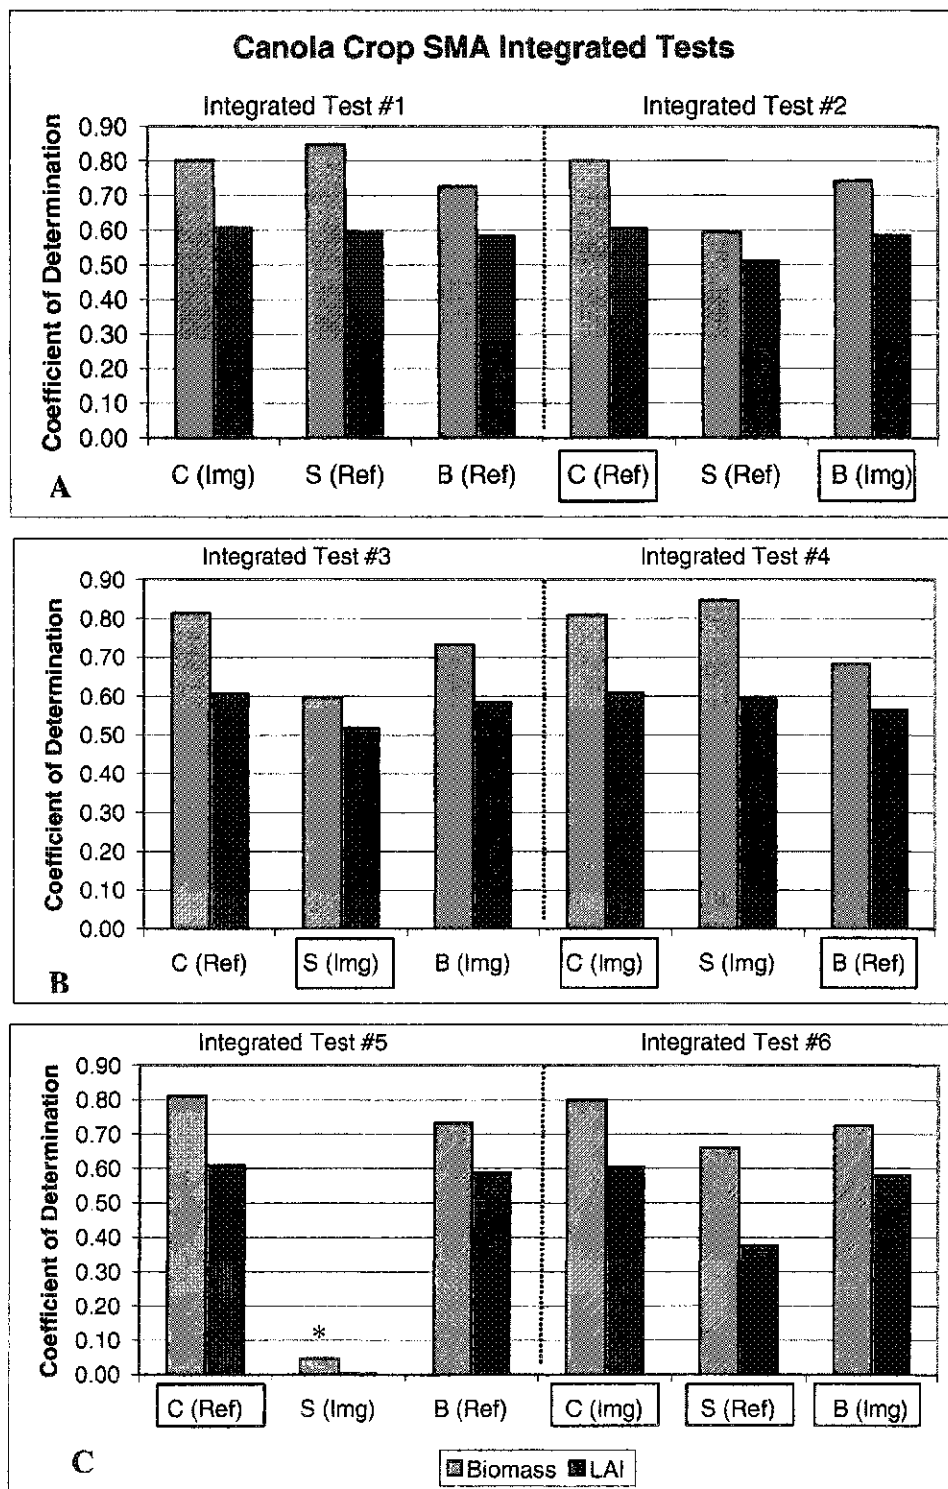 Canola Crop SMA Integrated Tests
Integrated Test #1
Integrated Test #2
Coefficient of Determination
0.90
0.80
0.70
0.60
0.50
0.40
0.30
0.20
0.10
0.00
C (Img)
S (Ref)
B (Ref)
C (Ref)
S (Ref)
B (Img)
A
Integrated Test #3
Integrated Test #4
Coefficient of Determination
0.90
0.80
0.70
0.60
0.50
0.40
0.30
0.20
0.10
0.00
C (Ref)
S (Img)
B (Img)
C (Img)
S (Img)
B (Ref)
B
Integrated Test #5
Integrated Test #6
Coefficient of Determination
0.90
0.80
0.70
0.60
0.50
0.40
0.30
0.20
0.10
0.00
*
C (Ref)
S (Img)
B (Ref)
C (Img)
S (Ref)
B (Img)
C
Biomass
LAI